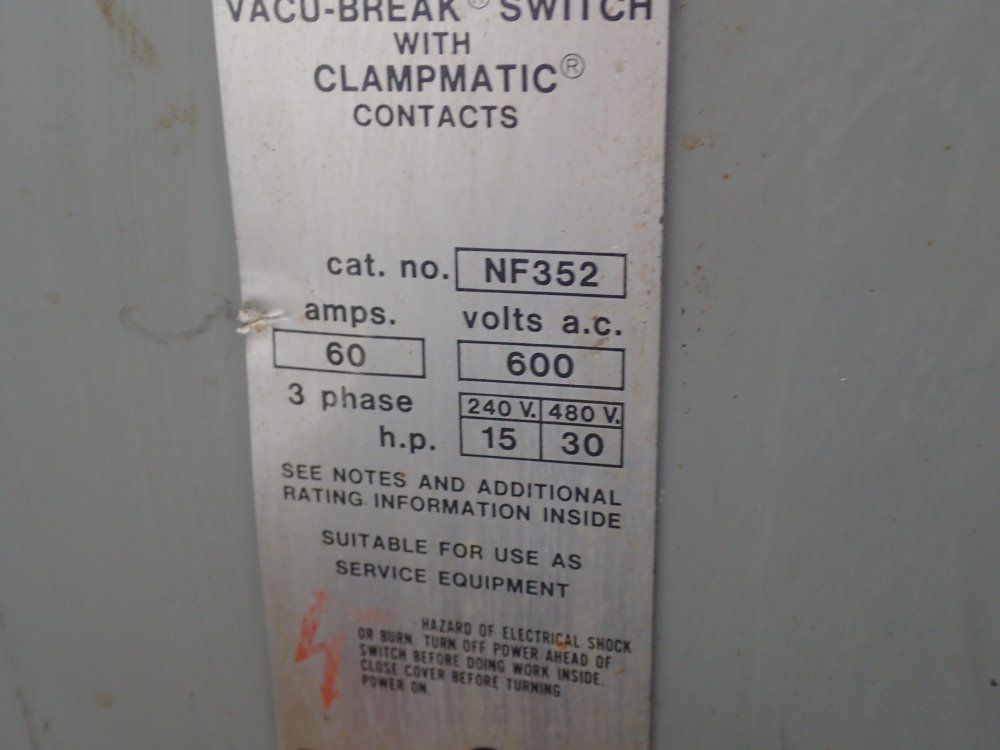 VACU-BREAK® SWITCH
WITH
CLAMPMATIC®
CONTACTS
cat. no. NF352
amps. volts a.c.
60 600
3 phase 240 V. 480 V.
h.p. 15 30
SEE NOTES AND ADDITIONAL
RATING INFORMATION INSIDE
SUITABLE FOR USE AS
SERVICE EQUIPMENT
HAZARD OF ELECTRICAL SHOCK
OR BURN. TURN OFF POWER AHEAD OF
SWITCH BEFORE DOING WORK INSIDE.
CLOSE COVER BEFORE TURNING
POWER ON.